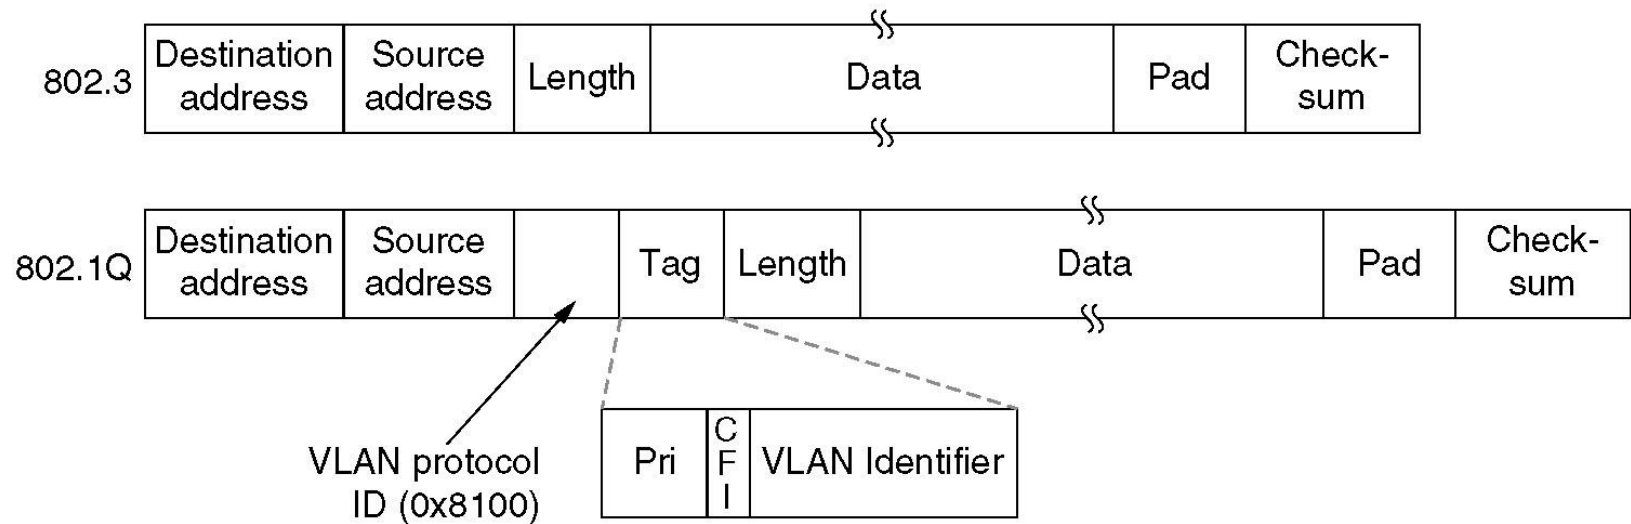 802.3
Destination
address
Source
address
Length
Data
Pad
Check-
sum
802.1Q
Destination
address
Source
address
Tag
Length
Data
Pad
Check-
sum
VLAN protocol
ID (0x8100)
Pri
C
F
I
VLAN Identifier